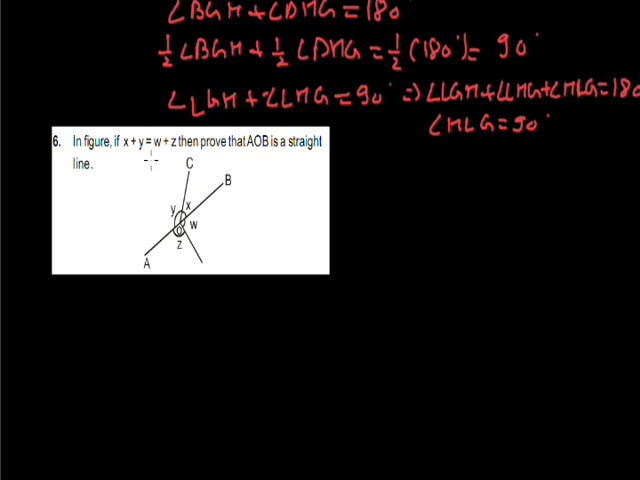 ∠BGH+∠DHG=180
1/2 ∠BGH + 1/2 ∠DHG = 1/2 (180°)= 90°
∠LGH+∠LHG=90° ⇒ ∠LGH+∠LHG+∠HLG=180
∠HLG=90°
6. In figure, if x+y=w+z then prove that AOB is a straight
line.
C
B
y x
w
O
z
A